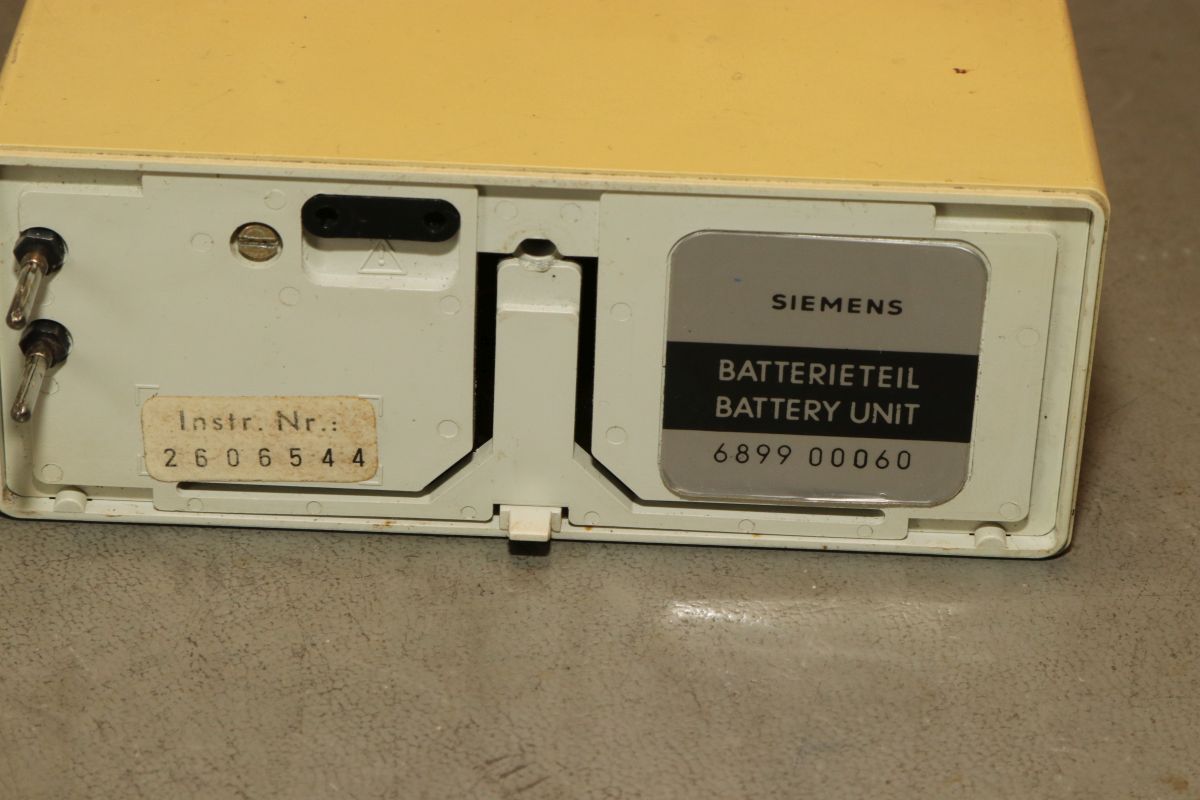 Instr. Nr.:
2606544
SIEMENS
BATTERIETEIL
BATTERY UNIT
6899 00060